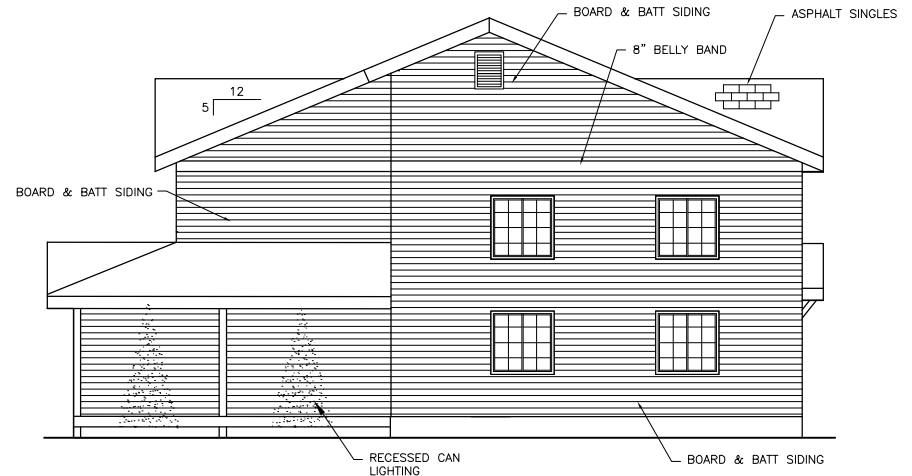 BOARD & BATT SIDING
ASPHALT SINGLES
8" BELLY BAND
12
5
BOARD & BATT SIDING
RECESSED CAN
LIGHTING
BOARD & BATT SIDING